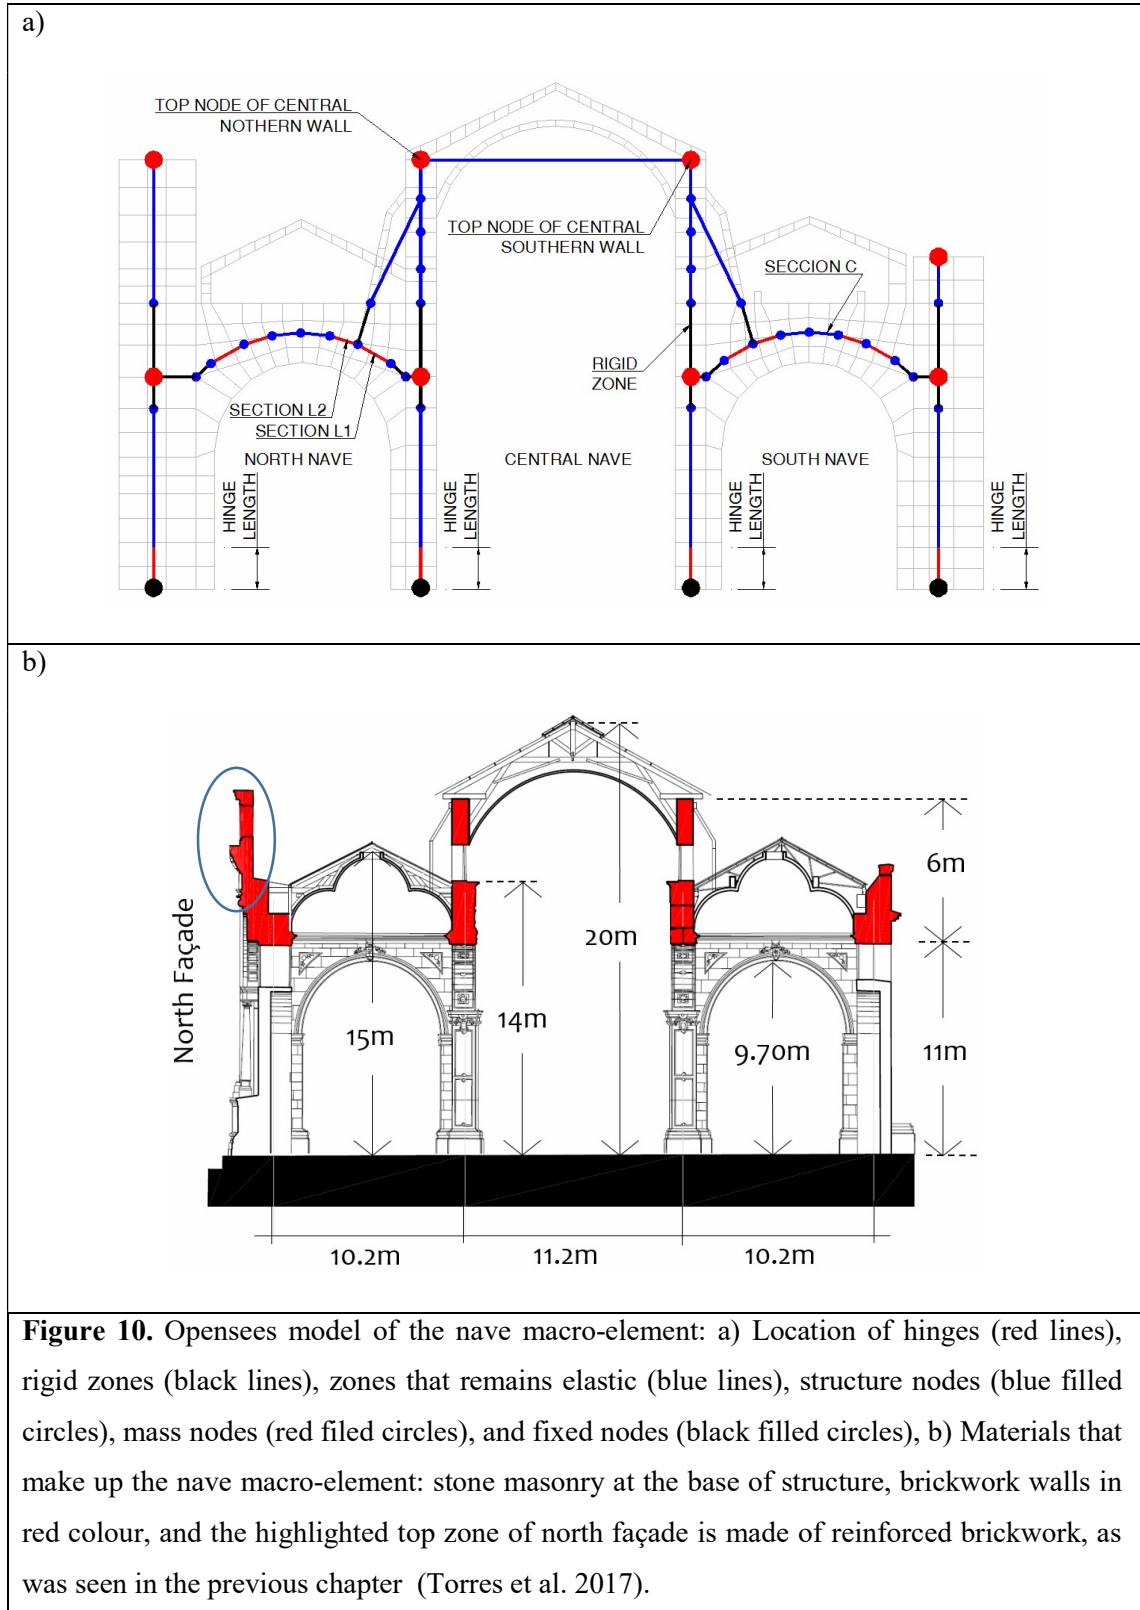 a)
TOP NODE OF CENTRAL
NOTHERN WALL
TOP NODE OF CENTRAL
SOUTHERN WALL
SECCION C
RIGID
ZONE
SECTION L2
SECTION L1
NORTH NAVE
CENTRAL NAVE
SOUTH NAVE
HINGE
LENGTH
HINGE
LENGTH
HINGE
LENGTH
HINGE
LENGTH
b)
North Façade
6m
20m
15m
14m
9.70m
11m
10.2m
11.2m
10.2m
Figure 10. Opensees model of the nave macro-element: a) Location of hinges (red lines),
rigid zones (black lines), zones that remains elastic (blue lines), structure nodes (blue filled
circles), mass nodes (red filed circles), and fixed nodes (black filled circles), b) Materials that
make up the nave macro-element: stone masonry at the base of structure, brickwork walls in
red colour, and the highlighted top zone of north façade is made of reinforced brickwork, as
was seen in the previous chapter (Torres et al. 2017).